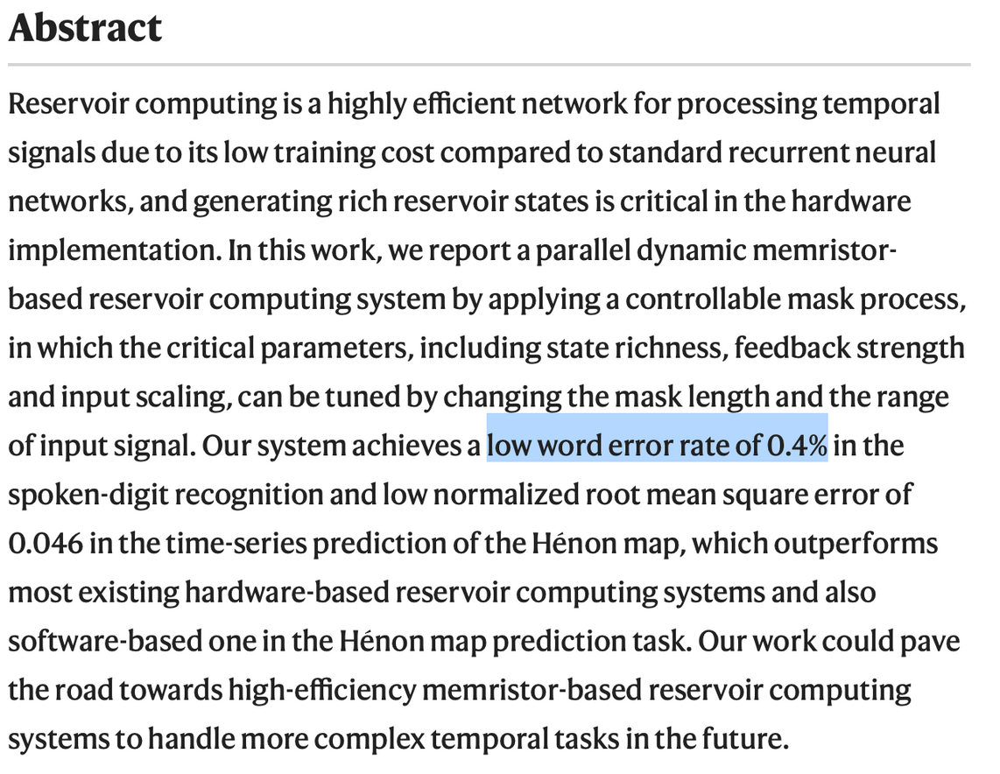 Abstract
Reservoir computing is a highly efficient network for processing temporal
signals due to its low training cost compared to standard recurrent neural
networks, and generating rich reservoir states is critical in the hardware
implementation. In this work, we report a parallel dynamic memristor-
based reservoir computing system by applying a controllable mask process,
in which the critical parameters, including state richness, feedback strength
and input scaling, can be tuned by changing the mask length and the range
of input signal. Our system achieves a low word error rate of 0.4% in the
spoken-digit recognition and low normalized root mean square error of
0.046 in the time-series prediction of the Hénon map, which outperforms
most existing hardware-based reservoir computing systems and also
software-based one in the Hénon map prediction task. Our work could pave
the road towards high-efficiency memristor-based reservoir computing
systems to handle more complex temporal tasks in the future.